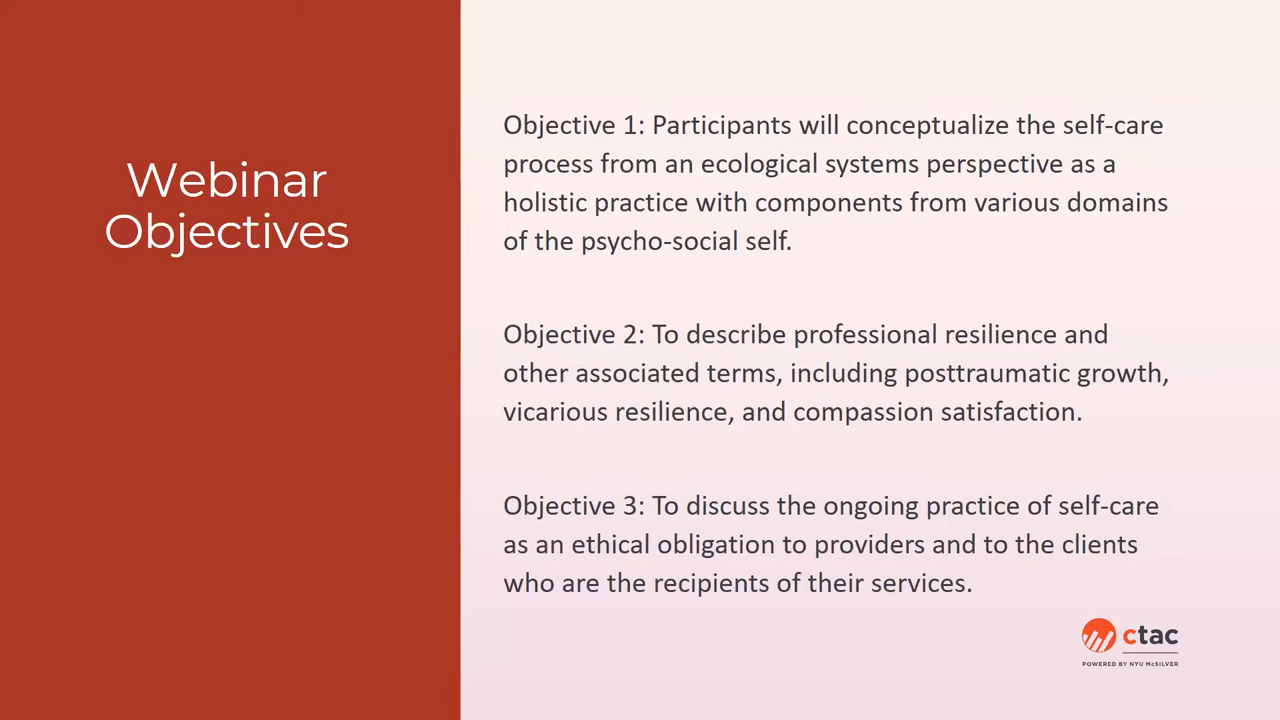 Webinar
Objectives
Objective 1: Participants will conceptualize the self-care
process from an ecological systems perspective as a
holistic practice with components from various domains
of the psycho-social self.
Objective 2: To describe professional resilience and
other associated terms, including posttraumatic growth,
vicarious resilience, and compassion satisfaction.
Objective 3: To discuss the ongoing practice of self-care
as an ethical obligation to providers and to the clients
who are the recipients of their services.
ctac
POWERED BY NYU McSILVER